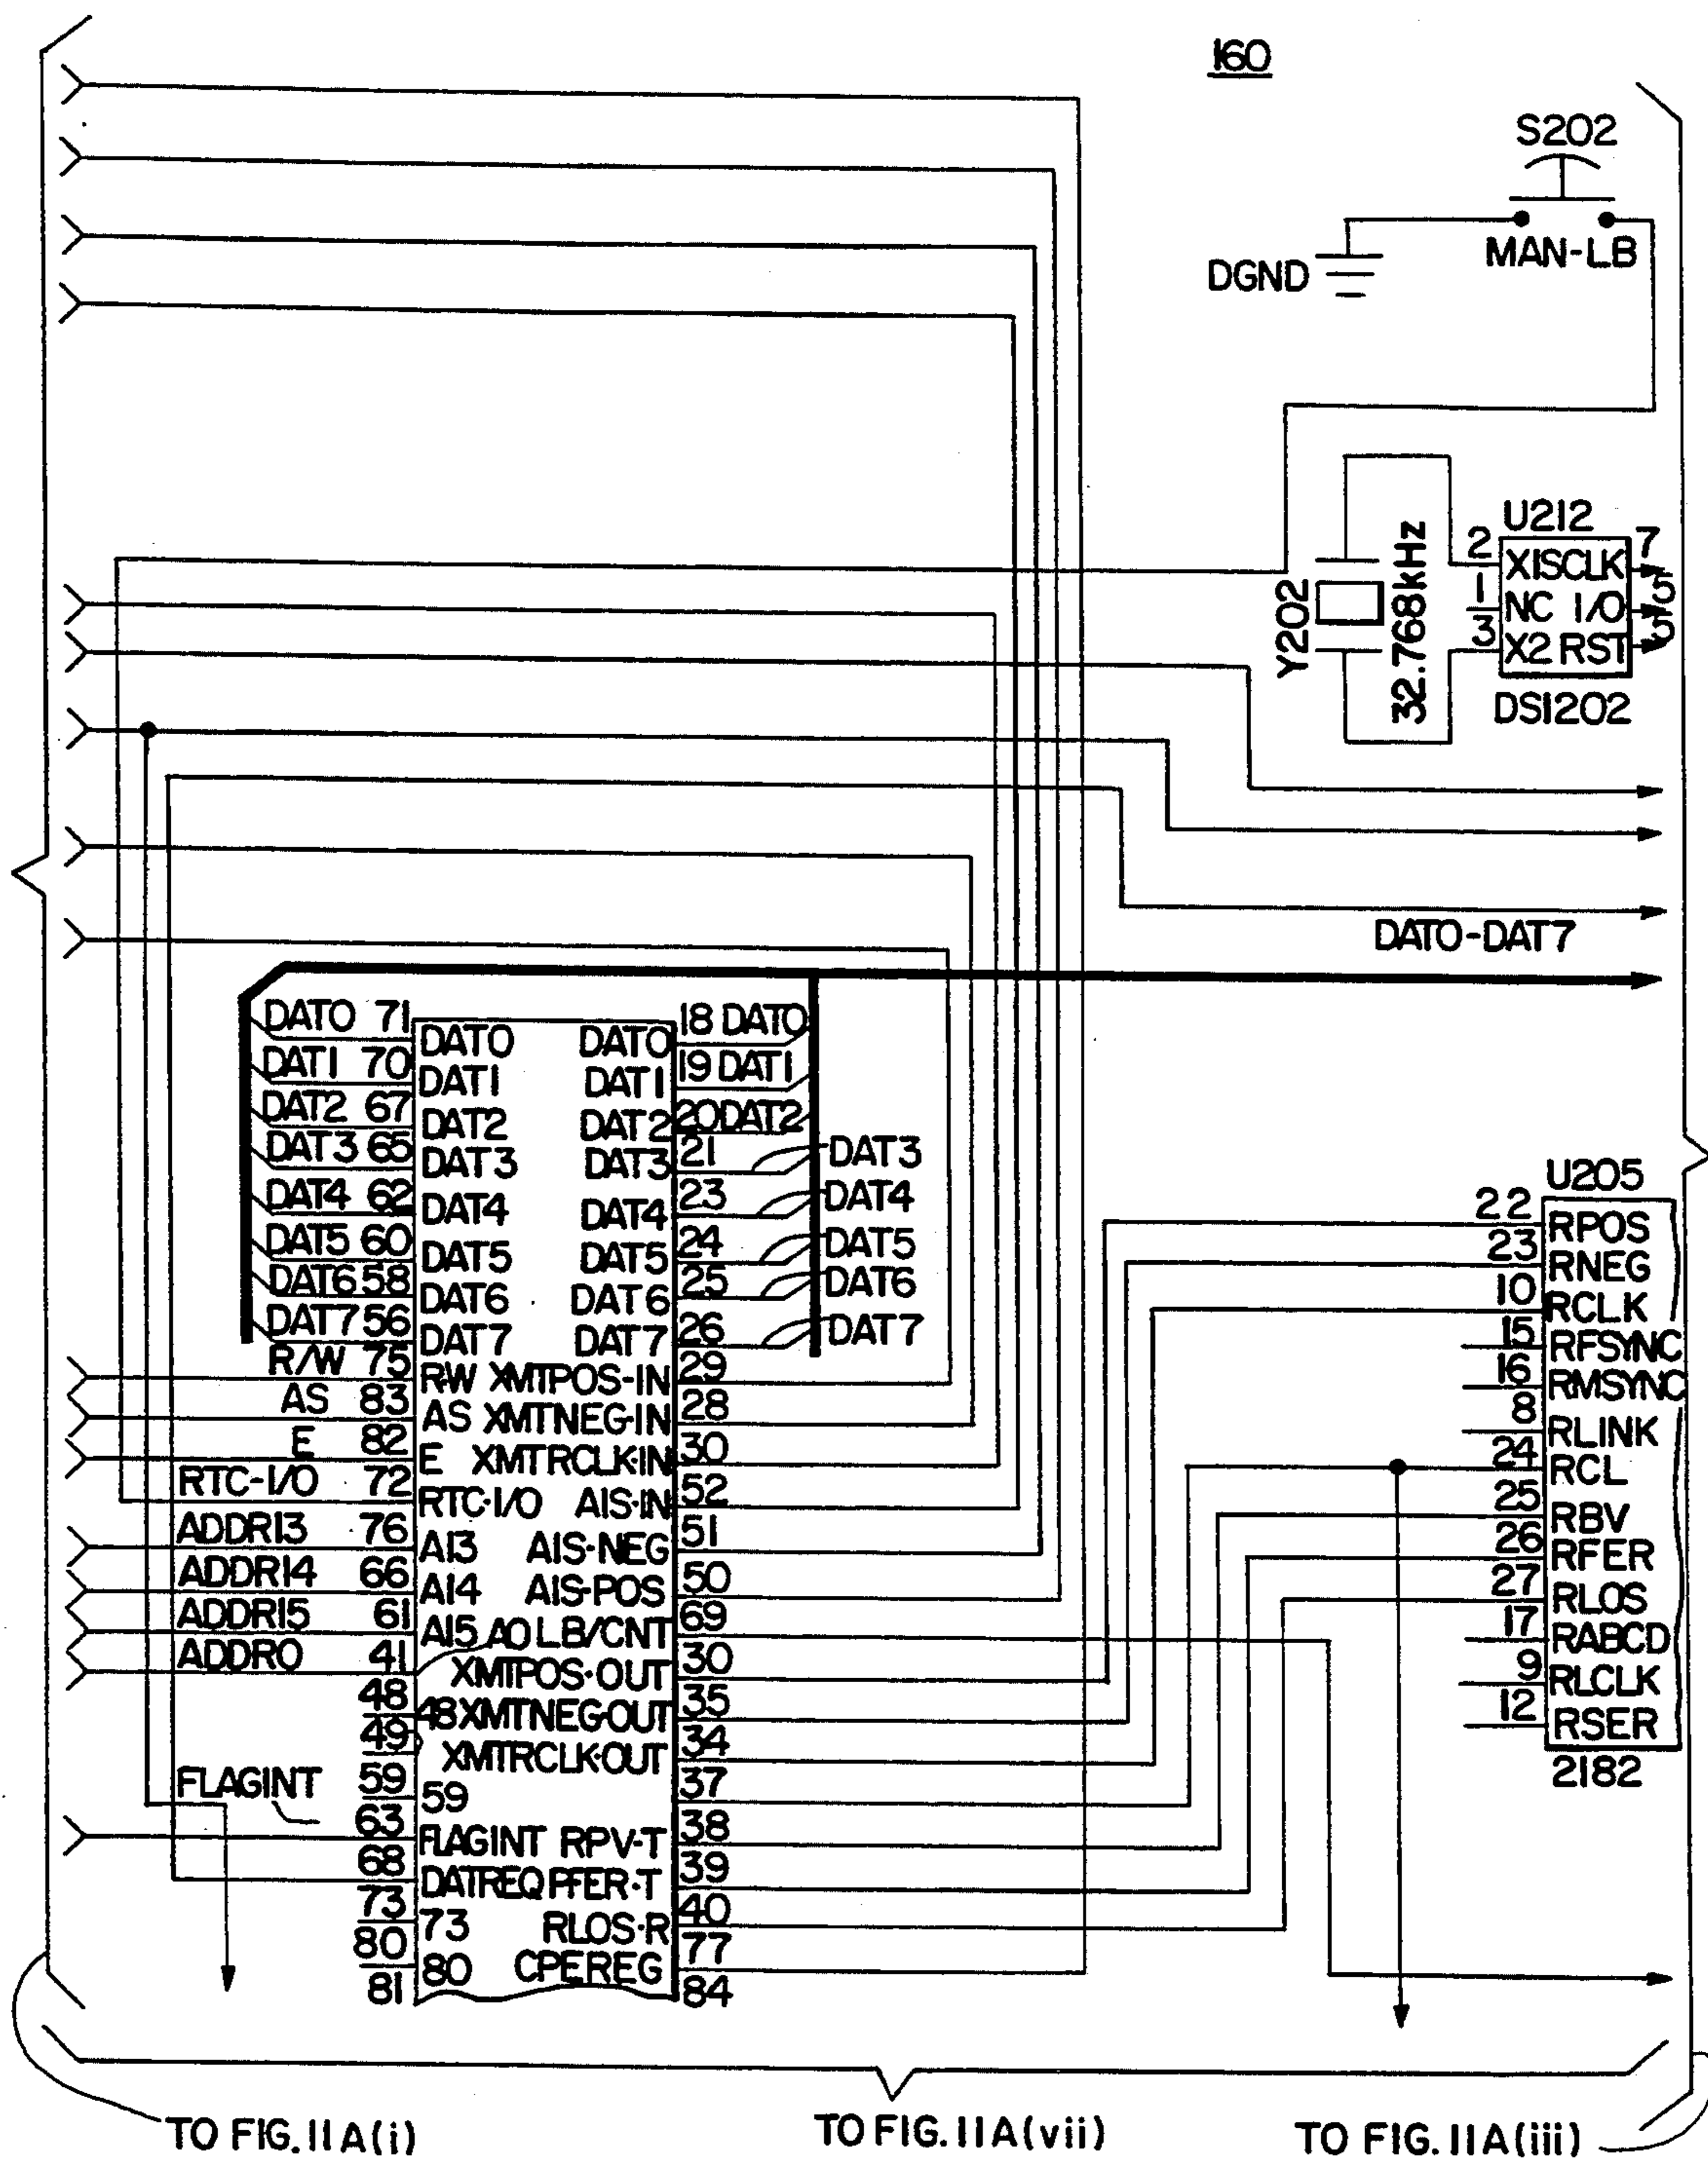 160
S202
MAN-LB
DGND
U212
2 XISCLK 7
1 NC I/O 5
3 X2 RST 5
DS1202
Y202
32.768kHz
DAT0-DAT7
DAT0 71 DAT0 DAT0 18 DAT0
DAT1 70 DAT1 DAT1 19 DAT1
DAT2 67 DAT2 DAT2 20 DAT2
DAT3 65 DAT3 DAT3 21 DAT3
DAT4 62 DAT4 DAT4 23 DAT4
DAT5 60 DAT5 DAT5 24 DAT5
DAT6 58 DAT6 DAT6 25 DAT6
DAT7 56 DAT7 DAT7 26 DAT7
R/W 75 RW XMTPOS-IN 29
AS 83 AS XMTNEG-IN 28
E 82 E XMTRCLK-IN 30
RTC-I/O 72 RTC-I/O AIS-IN 52
ADDR13 76 A13 AIS-NEG 51
ADDR14 66 A14 AIS-POS 50
ADDR15 61 A15 A0 LB/CNT 69
ADDR0 41 XMTPOS-OUT 30
48 48 XMTNEG-OUT 35
49 XMTRCLK-OUT 34
59 59 37
FLAGINT 63 FLAGINT RPV-T 38
68 DATREQ PFER-T 39
73 73 RLOS-R 40
80 80 CPEREG 77
81 84
U205
22 RPOS
23 RNEG
10 RCLK
15 RFSYNC
16 RMSYNC
8 RLINK
24 RCL
25 RBV
26 RFER
27 RLOS
17 RABCD
9 RLCLK
12 RSER
2182
TO FIG. 11A(i)
TO FIG. 11A(vii)
TO FIG. 11A(iii)